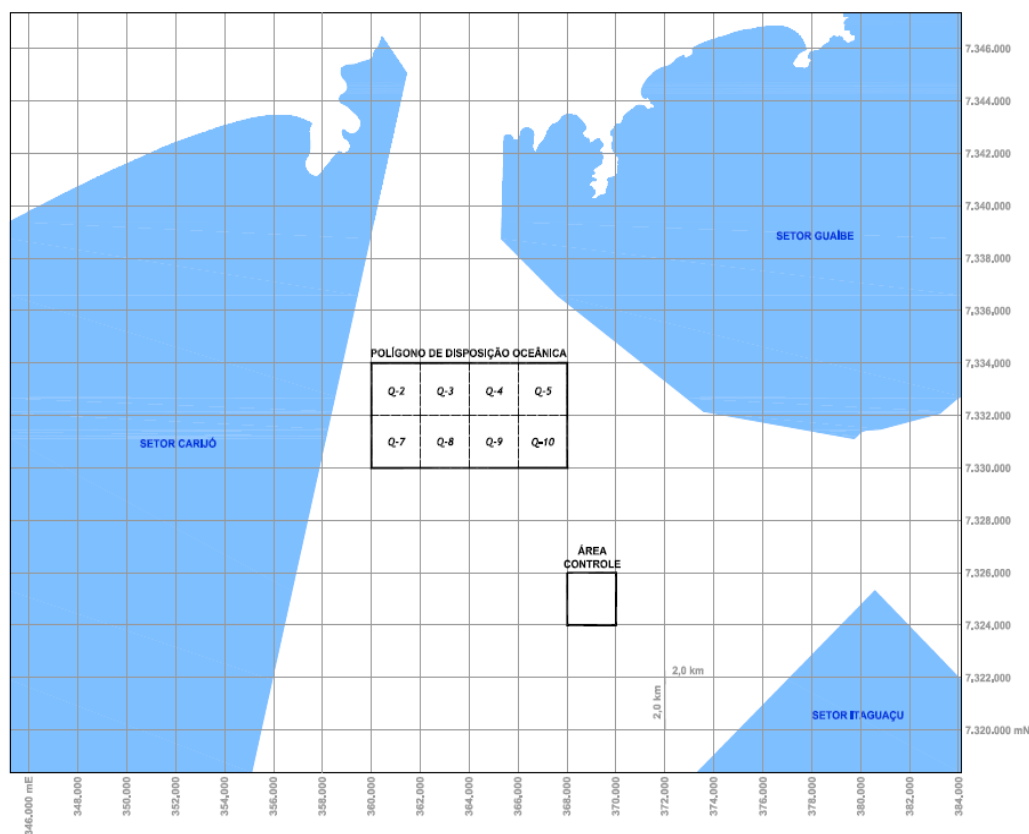 7.346.000
7.344.000
7.342.000
7.340.000
SETOR GUAÍBE
7.338.000
7.336.000
POLÍGONO DE DISPOSIÇÃO OCEÂNICA
7.334.000
Q-2
Q-3
Q-4
Q-5
7.332.000
SETOR CARIJÓ
Q-7
Q-8
Q-9
Q-10
7.330.000
7.328.000
ÁREA
CONTROLE
7.326.000
7.324.000
2,0 km
2,0 km
7.322.000
SETOR ITAGUAÇU
7.320.000 mN
346.000 mE
348.000
350.000
352.000
354.000
356.000
358.000
360.000
362.000
364.000
366.000
368.000
370.000
372.000
374.000
376.000
378.000
380.000
382.000
384.000